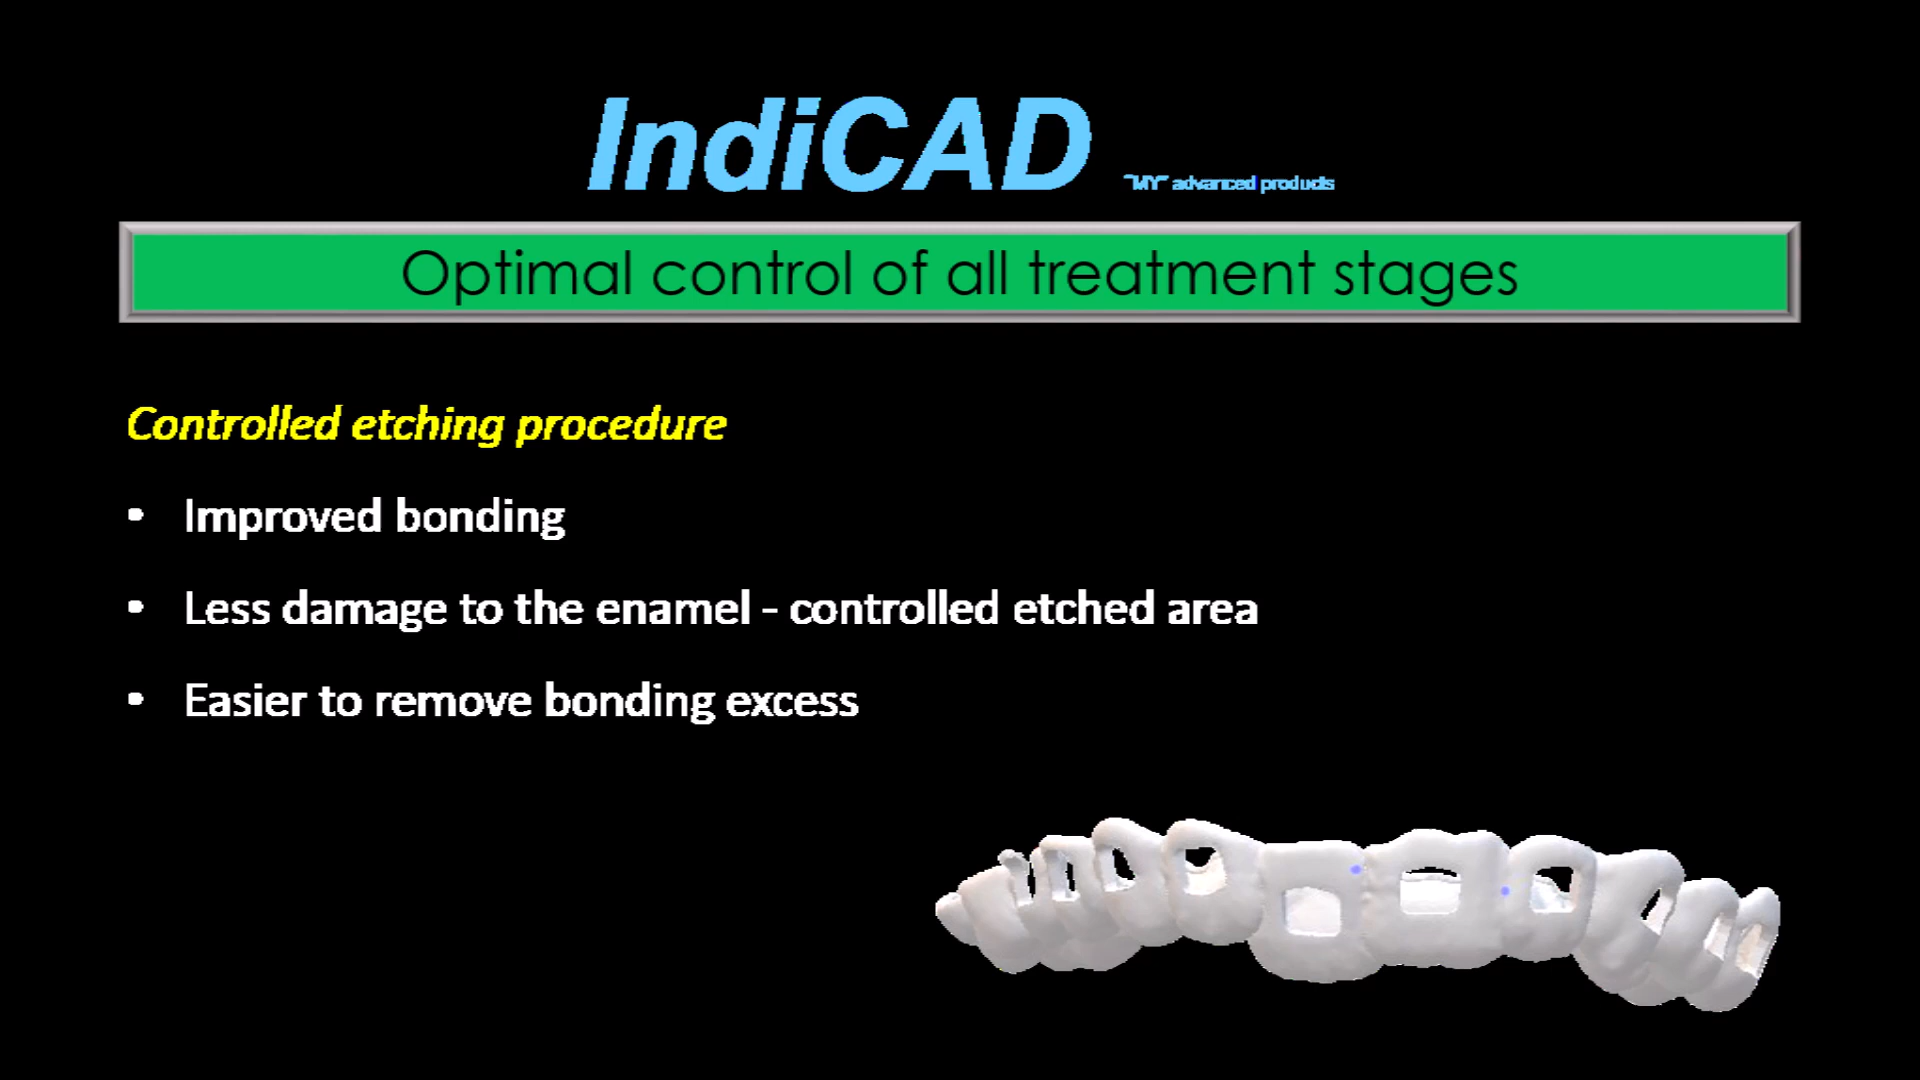 IndiCAD
"MY" advanced products
Optimal control of all treatment stages
Controlled etching procedure
• Improved bonding
• Less damage to the enamel - controlled etched area
• Easier to remove bonding excess